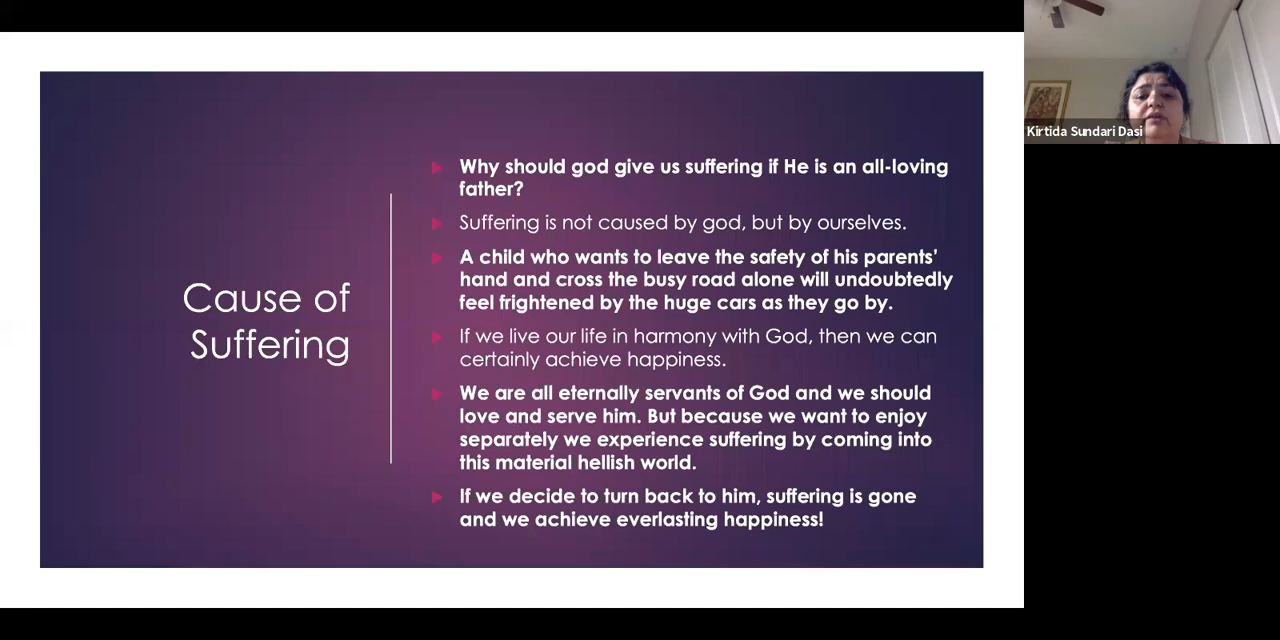 Cause of
Suffering
Why should god give us suffering if He is an all-loving
father?
Suffering is not caused by god, but by ourselves.
A child who wants to leave the safety of his parents'
hand and cross the busy road alone will undoubtedly
feel frightened by the huge cars as they go by.
If we live our life in harmony with God, then we can
certainly achieve happiness.
We are all eternally servants of God and we should
love and serve him. But because we want to enjoy
separately we experience suffering by coming into
this material hellish world.
If we decide to turn back to him, suffering is gone
and we achieve everlasting happiness!
Kirtida Sundari Dasi